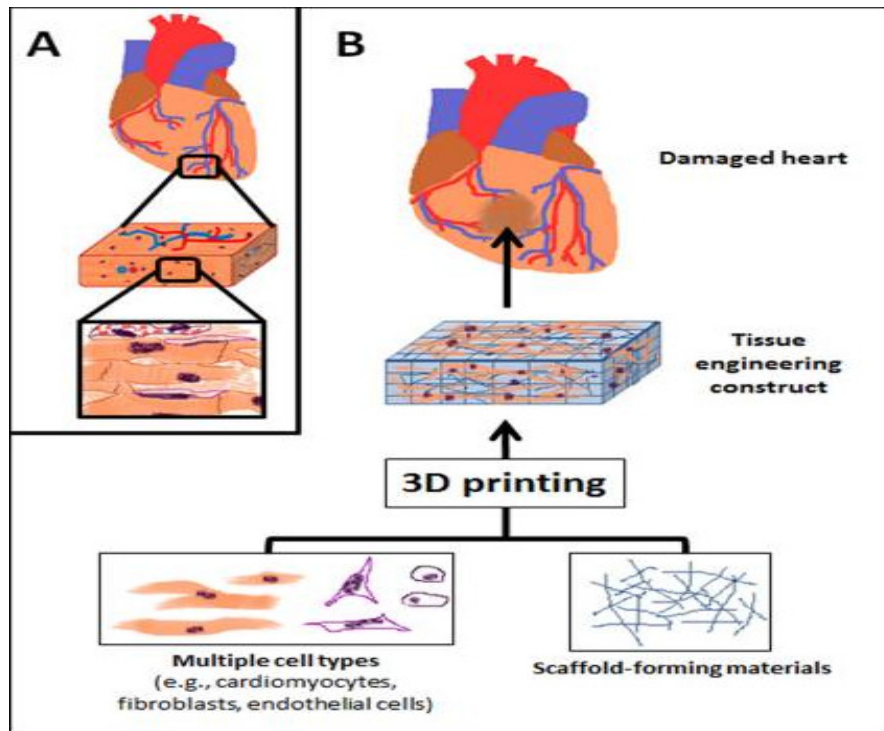 A
B
Damaged heart
Tissue
engineering
construct
3D printing
Multiple cell types
(e.g., cardiomyocytes,
fibroblasts, endothelial cells)
Scaffold-forming materials